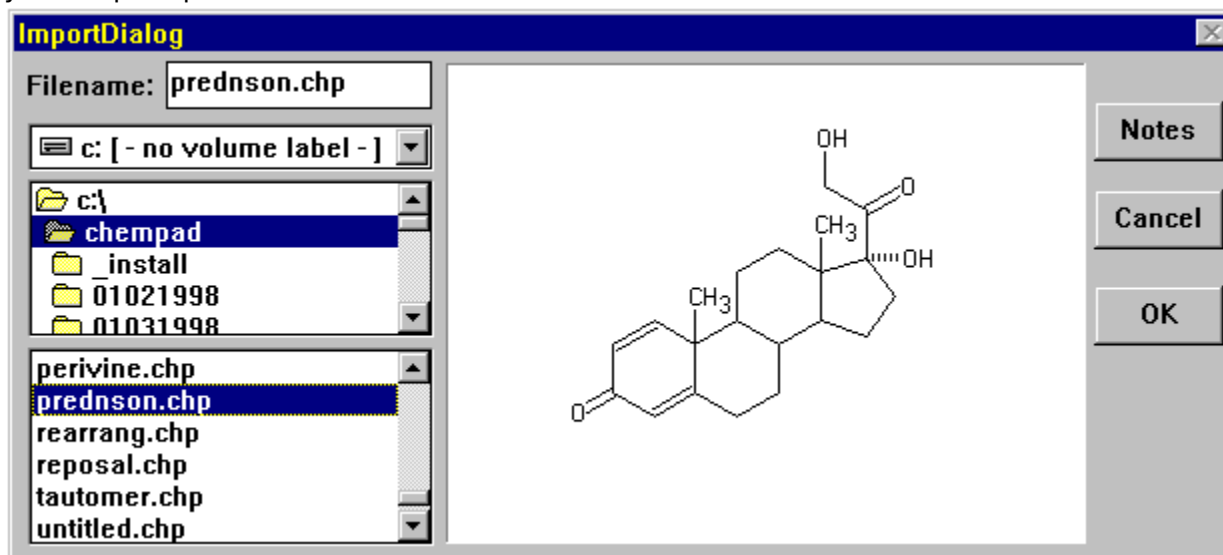 ImportDialog
Filename: prednson.chp
c: [ - no volume label - ]
c:\
chempad
_install
01021998
01031998
perivine.chp
prednson.chp
rearrang.chp
reposal.chp
tautomer.chp
untitled.chp
OH
O
CH3
OH
CH3
O
Notes
Cancel
OK